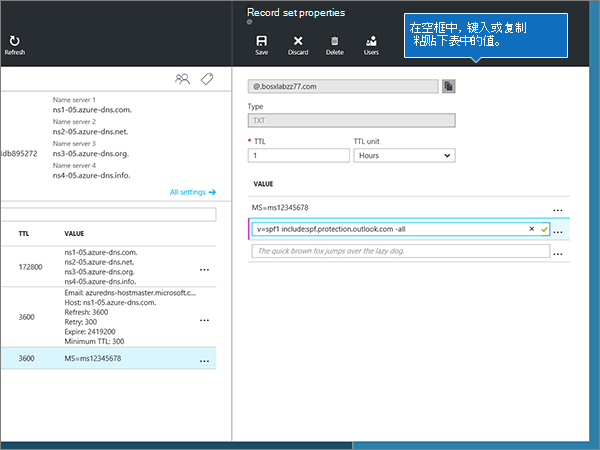 Record set properties
在空框中，键入或复制
粘贴下表中的值。
Refresh
Save
Discard
Delete
Users
@.bosxlabzz77.com
Type
TXT
* TTL
TTL unit
1
Hours
VALUE
MS=ms12345678
v=spf1 include:spf.protection.outlook.com -all
The quick brown fox jumps over the lazy dog.
Name server 1
ns1-05.azure-dns.com.
Name server 2
ns2-05.azure-dns.net.
Name server 3
3db895272
ns3-05.azure-dns.org.
Name server 4
ns4-05.azure-dns.info.
All settings →
TTL
VALUE
172800
ns1-05.azure-dns.com.
ns2-05.azure-dns.net.
ns3-05.azure-dns.org.
ns4-05.azure-dns.info.
3600
Email: azuredns-hostmaster.microsoft.c...
Host: ns1-05.azure-dns.com.
Refresh: 3600
Retry: 300
Expire: 2419200
Minimum TTL: 300
3600
MS=ms12345678